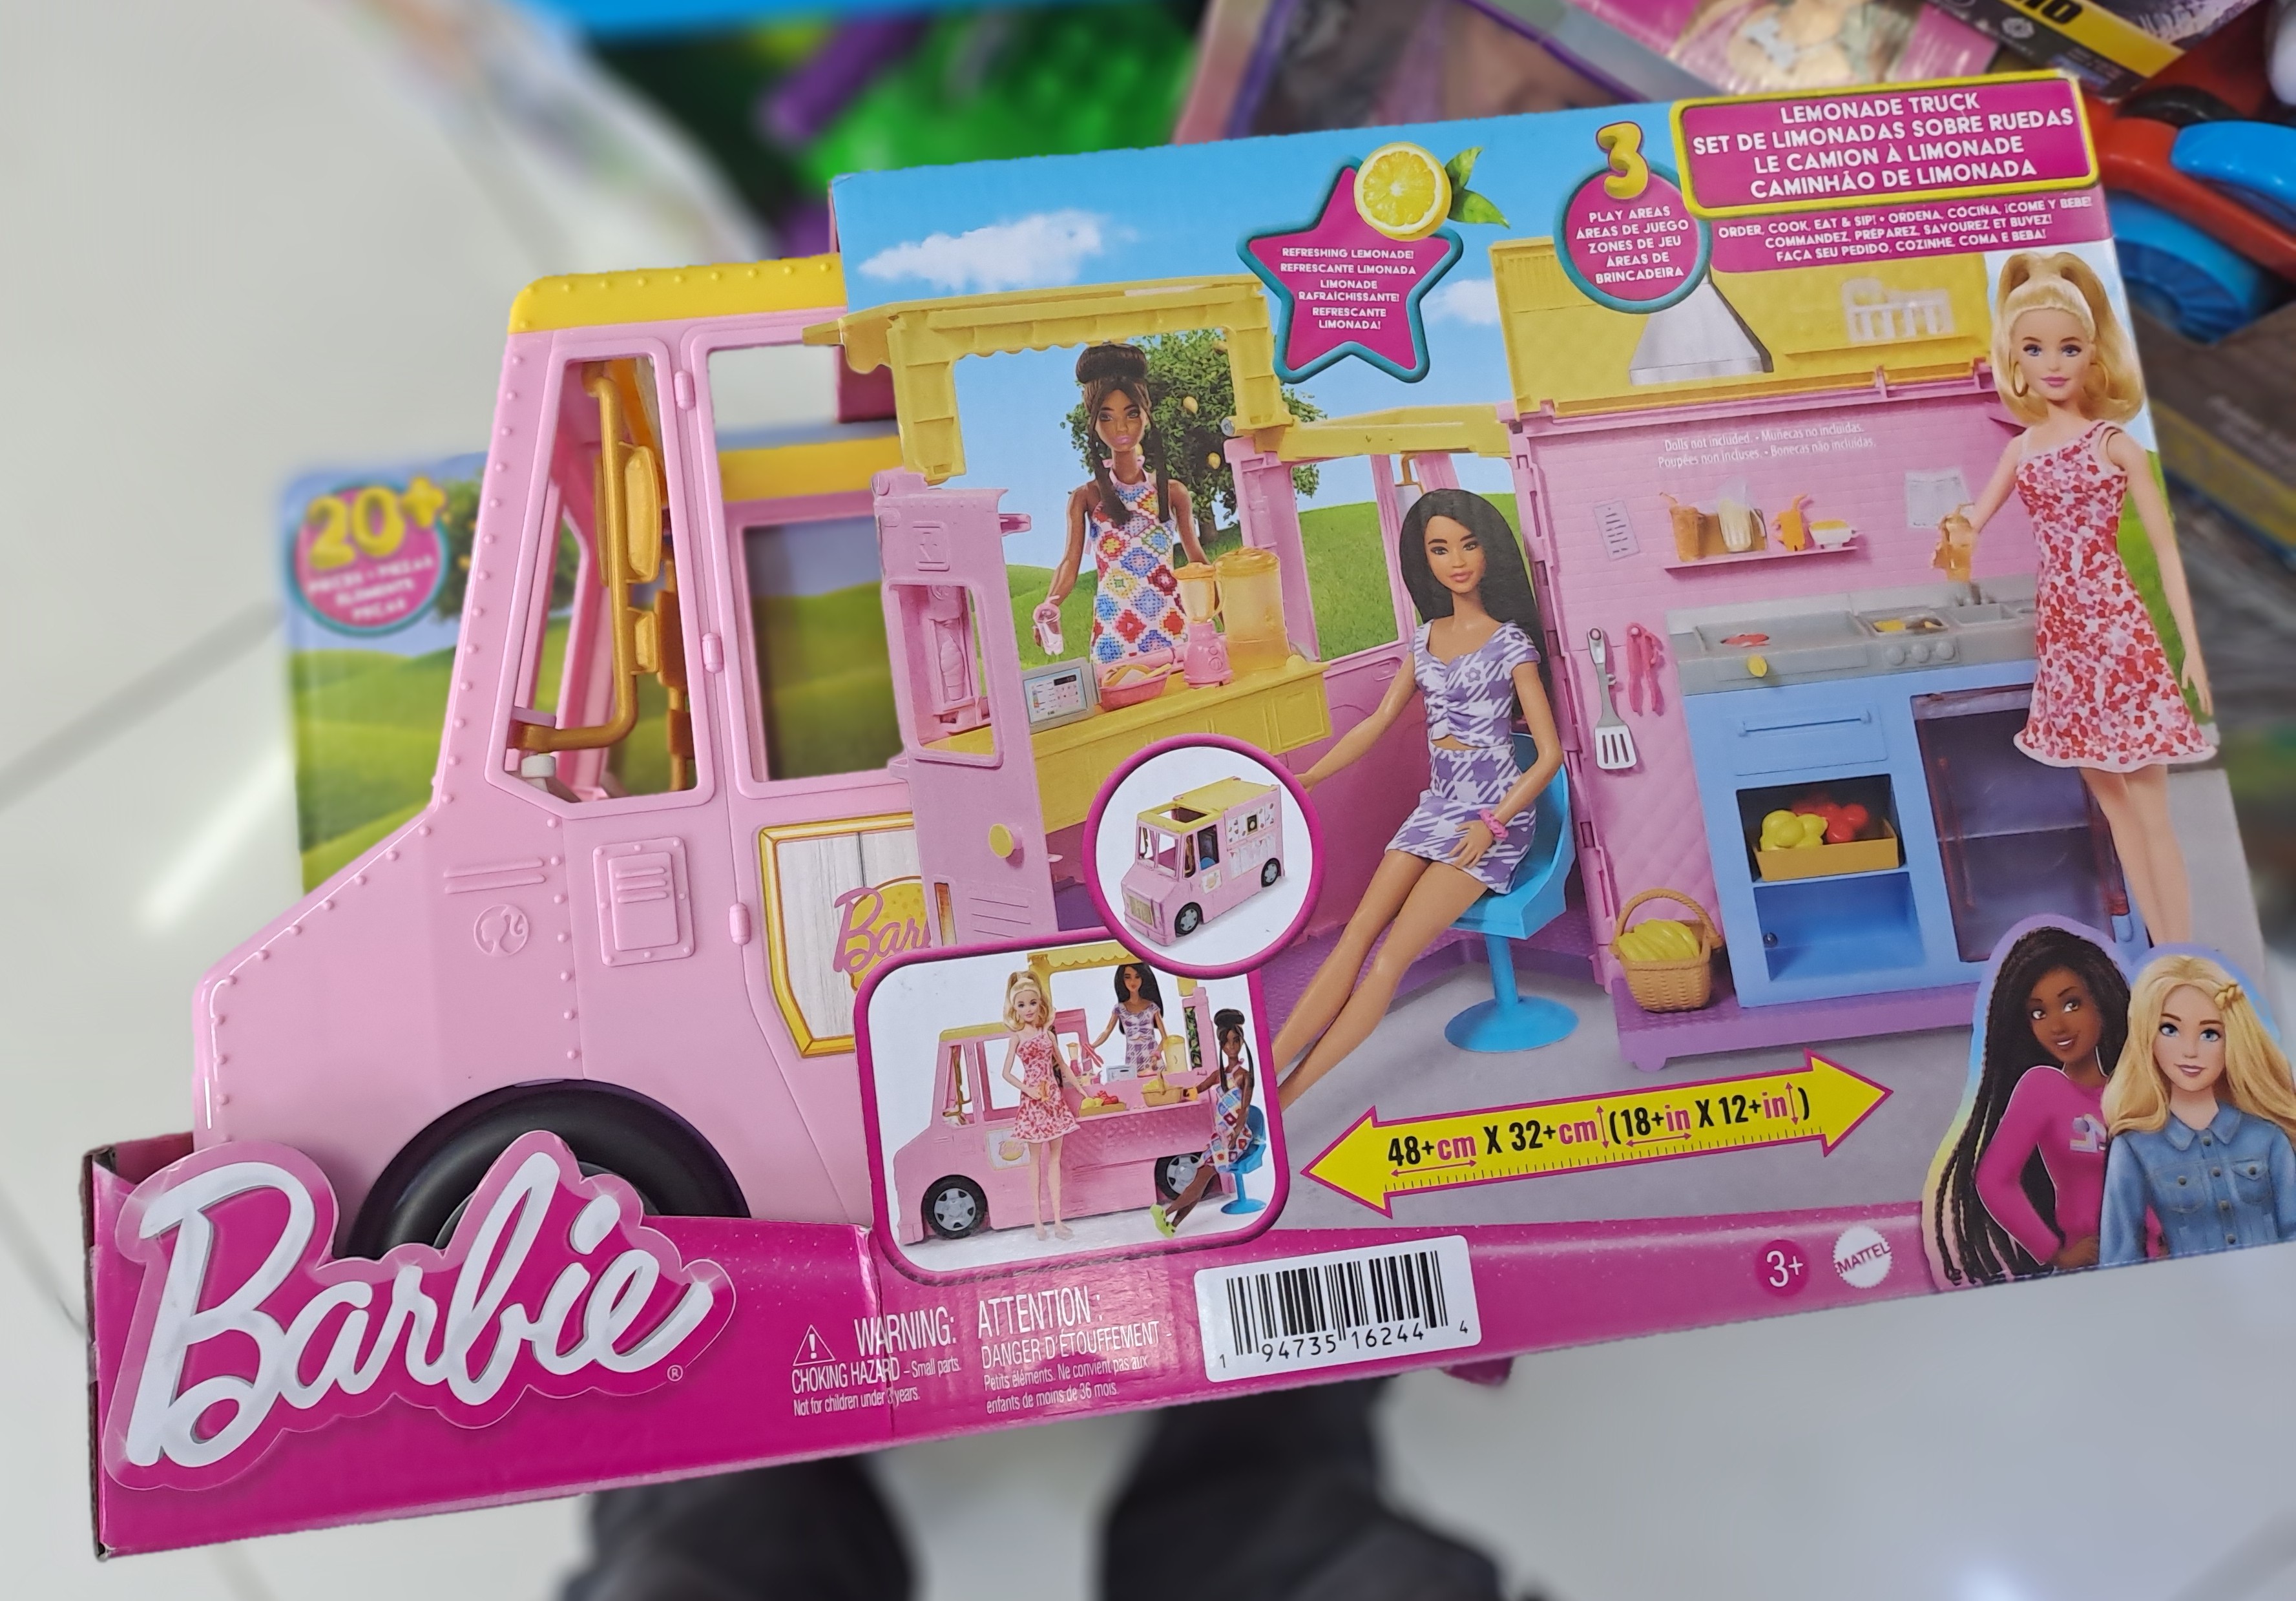 LEMONADE TRUCK
SET DE LIMONADAS SOBRE RUEDAS
LE CAMION À LIMONADE
CAMINHÃO DE LIMONADA
ORDER, COOK, EAT & SIP! • ORDENA, COCINA, ¡COME Y BEBE!
COMMANDEZ, PRÉPAREZ, SAVOUREZ ET BUVEZ!
FAÇA SEU PEDIDO, COZINHE, COMA E BEBA!
3
PLAY AREAS
ÁREAS DE JUEGO
ZONES DE JEU
ÁREAS DE
BRINCADEIRA
REFRESHING LEMONADE!
REFRESCANTE LIMONADA
LIMONADE
RAFRAÎCHISSANTE!
REFRESCANTE
LIMONADA!
Dolls not included. • Muñecas no incluidas.
Poupées non incluses. • Bonecas não incluídas.
20+
PIECES • PIEZAS
ÉLÉMENTS
PEÇAS
48+cm X 32+cm (18+in X 12+in)
Barbie®
WARNING:
CHOKING HAZARD – Small parts.
Not for children under 3 years.
ATTENTION :
DANGER D'ÉTOUFFEMENT –
Petits éléments. Ne convient pas aux
enfants de moins de 36 mois.
1 94735 16244 4
3+
MATTEL